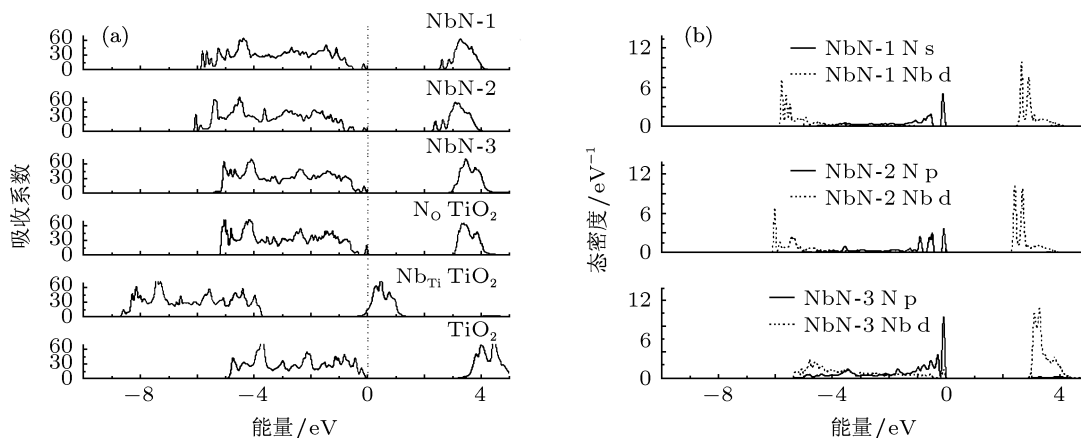 (a)
NbN-1
60
30
0
NbN-2
60
30
0
NbN-3
60
30
0
N_O TiO₂
60
30
0
Nb_Ti TiO₂
60
30
0
TiO₂
60
30
0
−8
−4
0
4
吸收系数
能量/eV
(b)
NbN-1 N s
NbN-1 Nb d
12
6
0
NbN-2 N p
NbN-2 Nb d
12
6
0
NbN-3 N p
NbN-3 Nb d
12
6
0
−8
−4
0
4
态密度/eV⁻¹
能量/eV